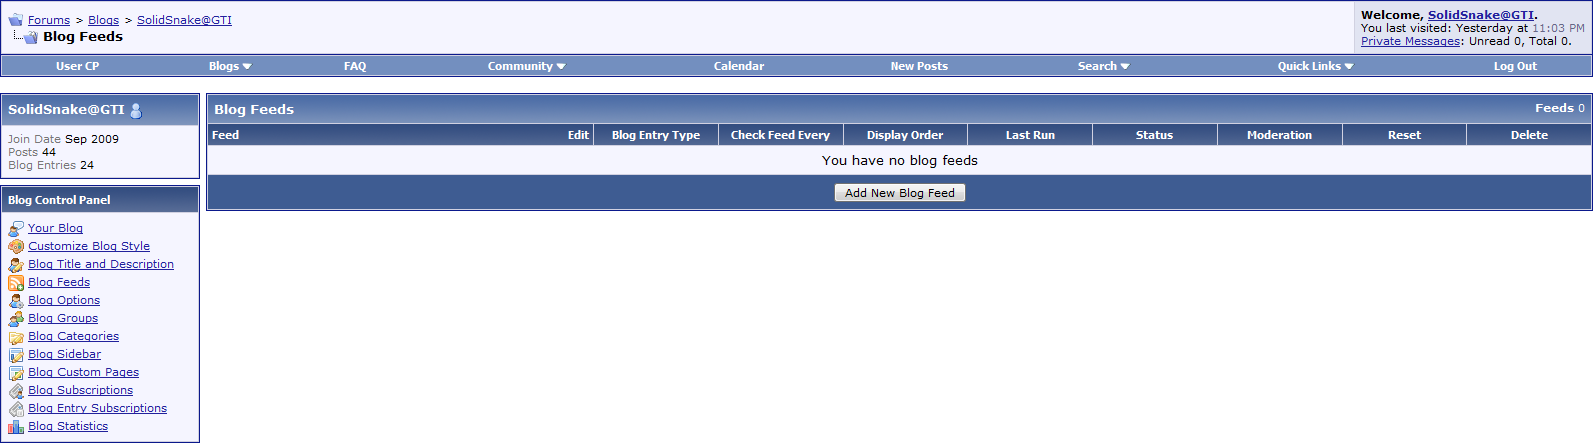 Forums > Blogs > SolidSnake@GTI
Blog Feeds
Welcome, SolidSnake@GTI.
You last visited: Yesterday at 11:03 PM
Private Messages: Unread 0, Total 0.
User CP Blogs FAQ Community Calendar New Posts Search Quick Links Log Out
SolidSnake@GTI
Join Date Sep 2009
Posts 44
Blog Entries 24
Blog Control Panel
Your Blog
Customize Blog Style
Blog Title and Description
Blog Feeds
Blog Options
Blog Groups
Blog Categories
Blog Sidebar
Blog Custom Pages
Blog Subscriptions
Blog Entry Subscriptions
Blog Statistics
Blog Feeds Feeds 0
Feed Edit Blog Entry Type Check Feed Every Display Order Last Run Status Moderation Reset Delete
You have no blog feeds
Add New Blog Feed